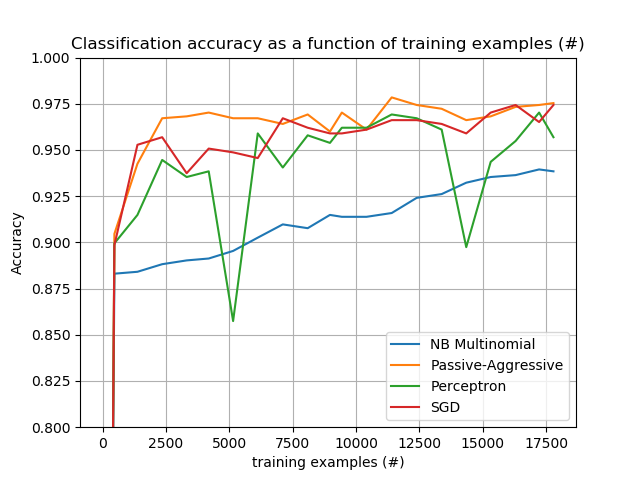 Classification accuracy as a function of training examples (#)
1.000
0.975
0.950
0.925
0.900
0.875
0.850
0.825
0.800
Accuracy
NB Multinomial
Passive-Aggressive
Perceptron
SGD
0 2500 5000 7500 10000 12500 15000 17500
training examples (#)